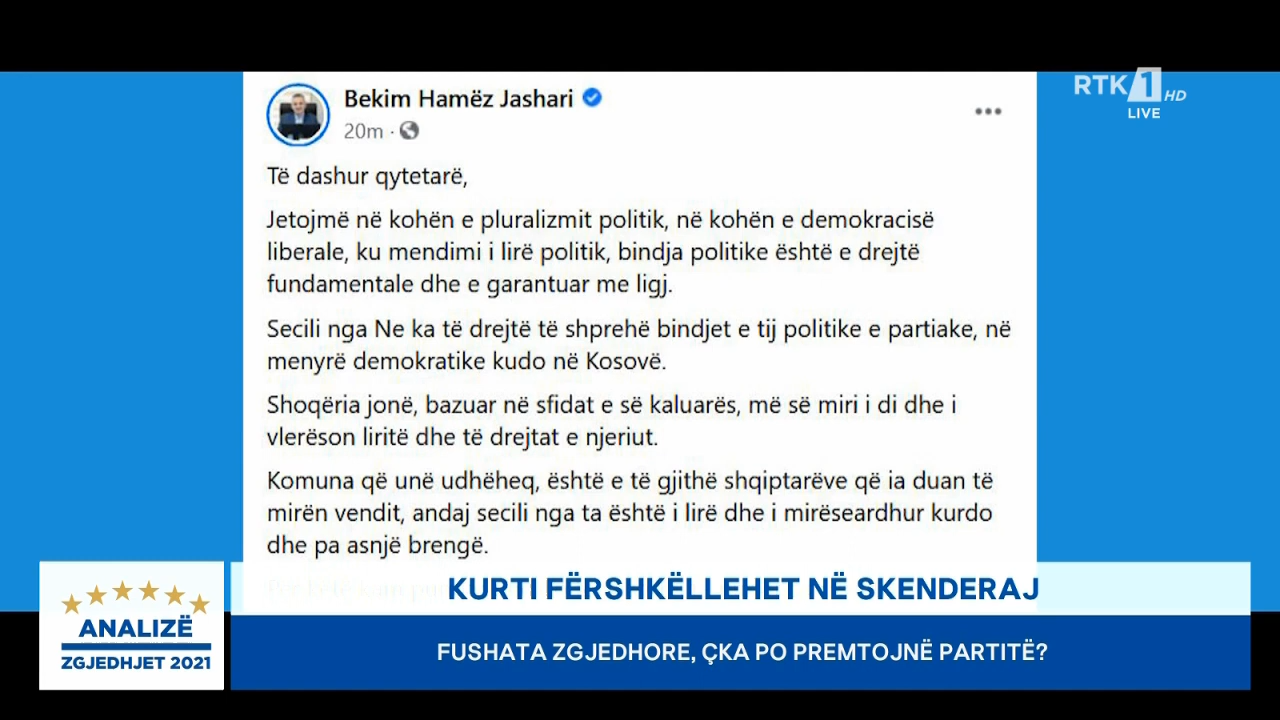 RTK 1 HD
LIVE
Bekim Hamëz Jashari
20m ·
Të dashur qytetarë,
Jetojmë në kohën e pluralizmit politik, në kohën e demokracisë
liberale, ku mendimi i lirë politik, bindja politike është e drejtë
fundamentale dhe e garantuar me ligj.
Secili nga Ne ka të drejtë të shprehë bindjet e tij politike e partiake, në
menyrë demokratike kudo në Kosovë.
Shoqëria jonë, bazuar në sfidat e së kaluarës, më së miri i di dhe i
vlerëson liritë dhe të drejtat e njeriut.
Komuna që unë udhëheq, është e të gjithë shqiptarëve që ia duan të
mirën vendit, andaj secili nga ta është i lirë dhe i mirëseardhur kurdo
dhe pa asnjë brengë.
KURTI FËRSHKËLLEHET NË SKENDERAJ
ANALIZË
ZGJEDHJET 2021
FUSHATA ZGJEDHORE, ÇKA PO PREMTOJNË PARTITË?